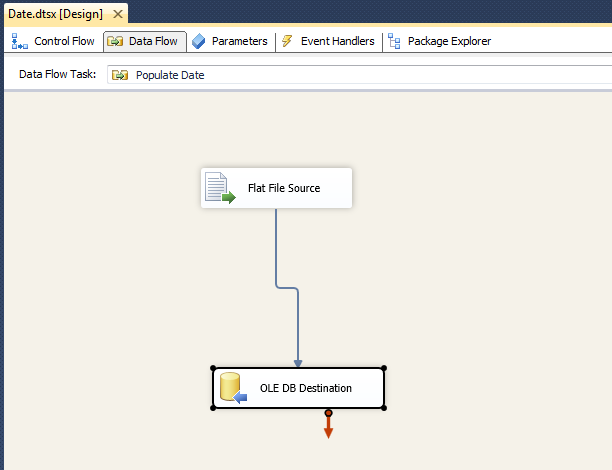 Date.dtsx [Design]
Control Flow Data Flow Parameters Event Handlers Package Explorer
Data Flow Task: Populate Date
Flat File Source
OLE DB Destination